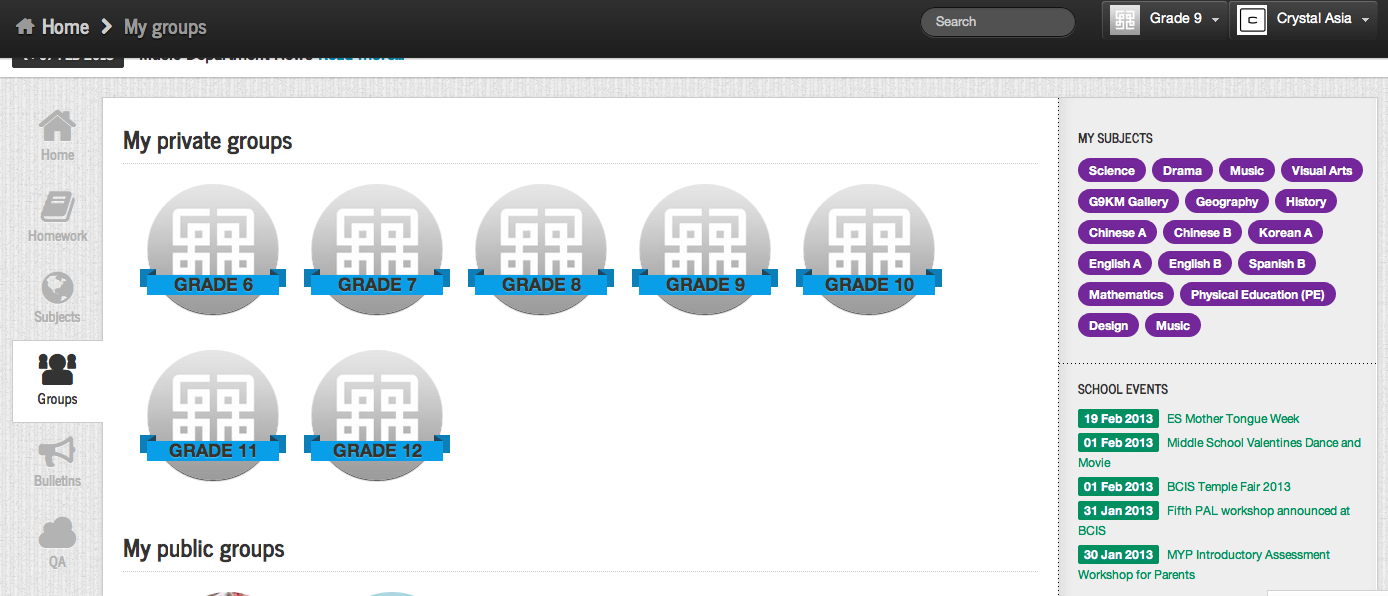 Home > My groups
Search
Grade 9
C
Crystal Asia
Music Department News Read more...
Home
Homework
Subjects
Groups
Bulletins
QA
My private groups
GRADE 6
GRADE 7
GRADE 8
GRADE 9
GRADE 10
GRADE 11
GRADE 12
My public groups
MY SUBJECTS
Science Drama Music Visual Arts
G9KM Gallery Geography History
Chinese A Chinese B Korean A
English A English B Spanish B
Mathematics Physical Education (PE)
Design Music
SCHOOL EVENTS
19 Feb 2013 ES Mother Tongue Week
01 Feb 2013 Middle School Valentines Dance and
Movie
01 Feb 2013 BCIS Temple Fair 2013
31 Jan 2013 Fifth PAL workshop announced at
BCIS
30 Jan 2013 MYP Introductory Assessment
Workshop for Parents